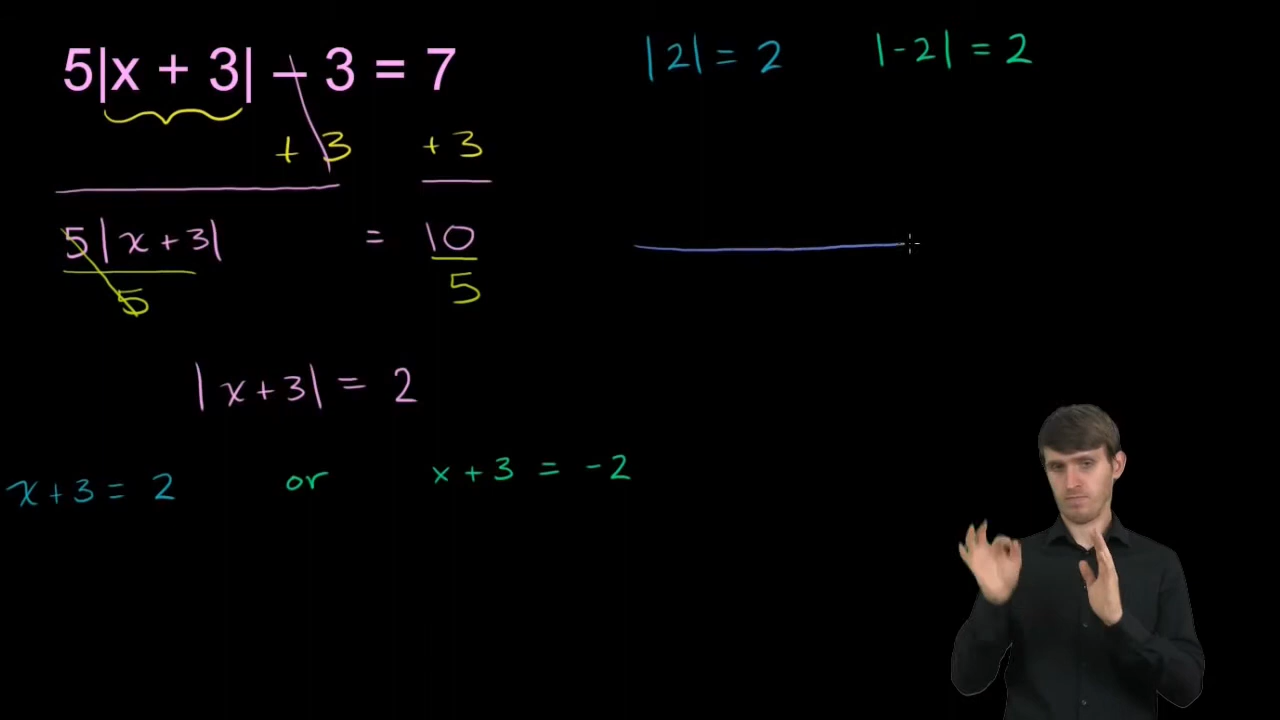 5|x + 3| - 3 = 7
+ 3 + 3
5|x+3| = 10
5 5
|x+3| = 2
x+3 = 2 or x+3 = -2
|2| = 2 |-2| = 2